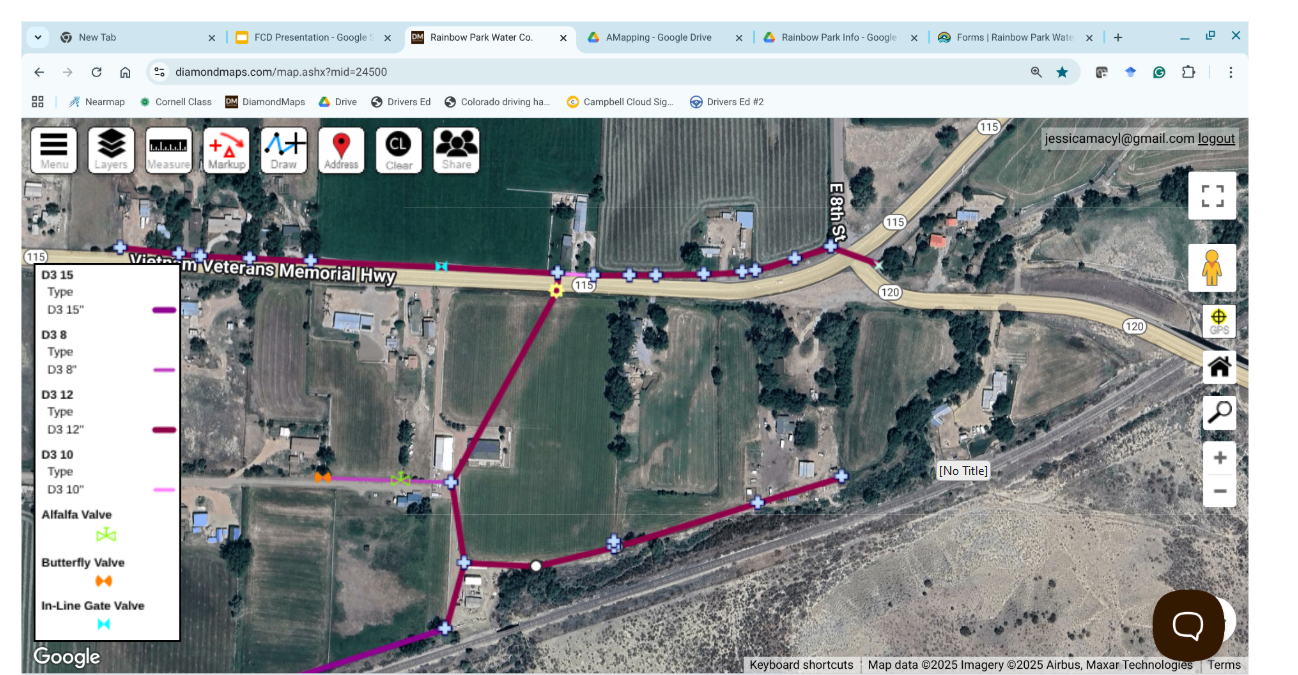 New Tab
FCD Presentation - Google S
Rainbow Park Water Co.
AMapping - Google Drive
Rainbow Park Info - Google
Forms | Rainbow Park Wate
diamondmaps.com/map.ashx?mid=24500
Nearmap
Cornell Class
DM DiamondMaps
Drive
Drivers Ed
Colorado driving ha...
Campbell Cloud Sig...
Drivers Ed #2
Menu
Layers
Measure
Markup
Draw
Address
CL
Clear
Share
115
jessicamacyl@gmail.com logout
E 8th St
115
115
Vietnam Veterans Memorial Hwy
115
120
120
GPS
D3 15
Type
D3 15"
D3 8
Type
D3 8"
D3 12
Type
D3 12"
D3 10
Type
D3 10"
Alfalfa Valve
Butterfly Valve
In-Line Gate Valve
[No Title]
Google
Keyboard shortcuts
Map data ©2025 Imagery ©2025 Airbus, Maxar Technologies
Terms